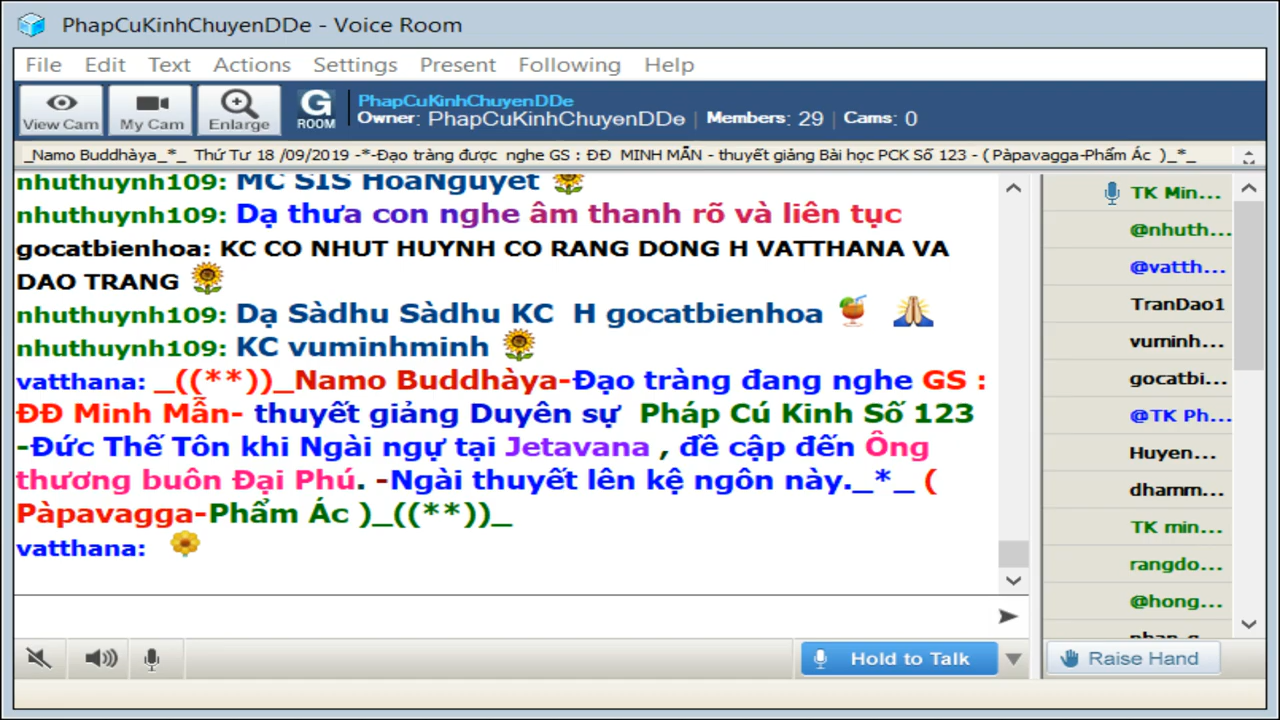 PhapCuKinhChuyenDDe - Voice Room
File Edit Text Actions Settings Present Following Help
View Cam My Cam Enlarge G ROOM
PhapCuKinhChuyenDDe
Owner: PhapCuKinhChuyenDDe | Members: 29 | Cams: 0
_Namo Buddhàya_*_ Thứ Tư 18 /09/2019 -*-Đạo tràng được nghe GS : ĐĐ MINH MẪN - thuyết giảng Bài học PCK Số 123 - ( Pàpavagga-Phẩm Ác )_*_
nhuthuynh109: MC SIS HoaNguyet
nhuthuynh109: Dạ thưa con nghe âm thanh rõ và liên tục
gocatbienhoa: KC CO NHUT HUYNH CO RANG DONG H VATTHANA VA
DAO TRANG
nhuthuynh109: Dạ Sàdhu Sàdhu KC H gocatbienhoa
nhuthuynh109: KC vuminhminh
vatthana: _((**))_Namo Buddhàya-Đạo tràng đang nghe GS :
ĐĐ Minh Mẫn- thuyết giảng Duyên sự Pháp Cú Kinh Số 123
-Đức Thế Tôn khi Ngài ngự tại Jetavana , đề cập đến Ông
thương buôn Đại Phú. -Ngài thuyết lên kệ ngôn này._*_ (
Pàpavagga-Phẩm Ác )_((**))_
vatthana:
TK Min...
@nhuth...
@vatth...
TranDao1
vuminh...
gocatbi...
@TK Ph...
Huyen...
dhamm...
TK min...
rangdo...
@hong...
Hold to Talk
Raise Hand